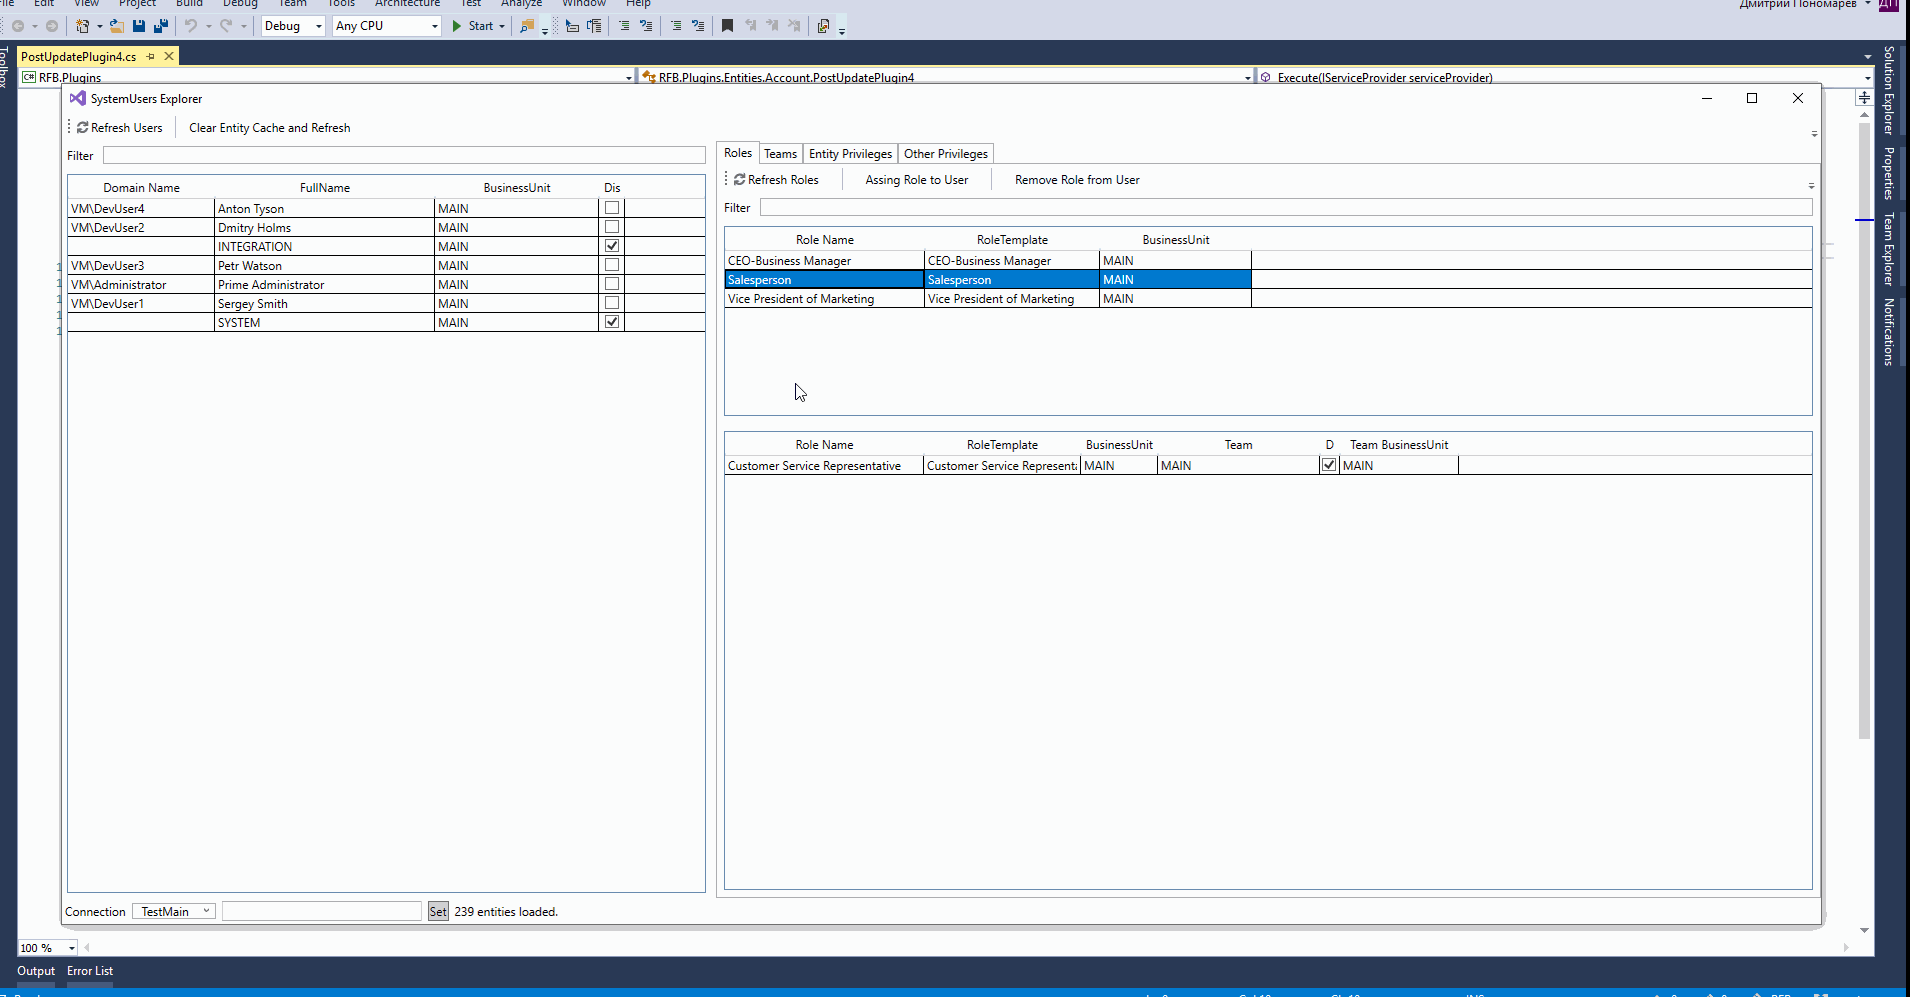 File Edit View Project Build Debug Team Tools Architecture Test Analyze Window Help Дмитрий Пономарев ДП
Debug Any CPU Start
PostUpdatePlugin4.cs
RFB.Plugins RFB.Plugins.Entities.Account.PostUpdatePlugin4 Execute(IServiceProvider serviceProvider)
Toolbox
Solution Explorer
Properties
Team Explorer
Notifications
SystemUsers Explorer
Refresh Users Clear Entity Cache and Refresh
Filter
Domain Name FullName BusinessUnit Dis
VM\DevUser4 Anton Tyson MAIN
VM\DevUser2 Dmitry Holms MAIN
INTEGRATION MAIN
VM\DevUser3 Petr Watson MAIN
VM\Administrator Prime Administrator MAIN
VM\DevUser1 Sergey Smith MAIN
SYSTEM MAIN
Roles Teams Entity Privileges Other Privileges
Refresh Roles Assing Role to User Remove Role from User
Filter
Role Name RoleTemplate BusinessUnit
CEO-Business Manager CEO-Business Manager MAIN
Salesperson Salesperson MAIN
Vice President of Marketing Vice President of Marketing MAIN
Role Name RoleTemplate BusinessUnit Team D Team BusinessUnit
Customer Service Representative Customer Service Representa MAIN MAIN MAIN
Connection TestMain Set 239 entities loaded.
100 %
Output Error List